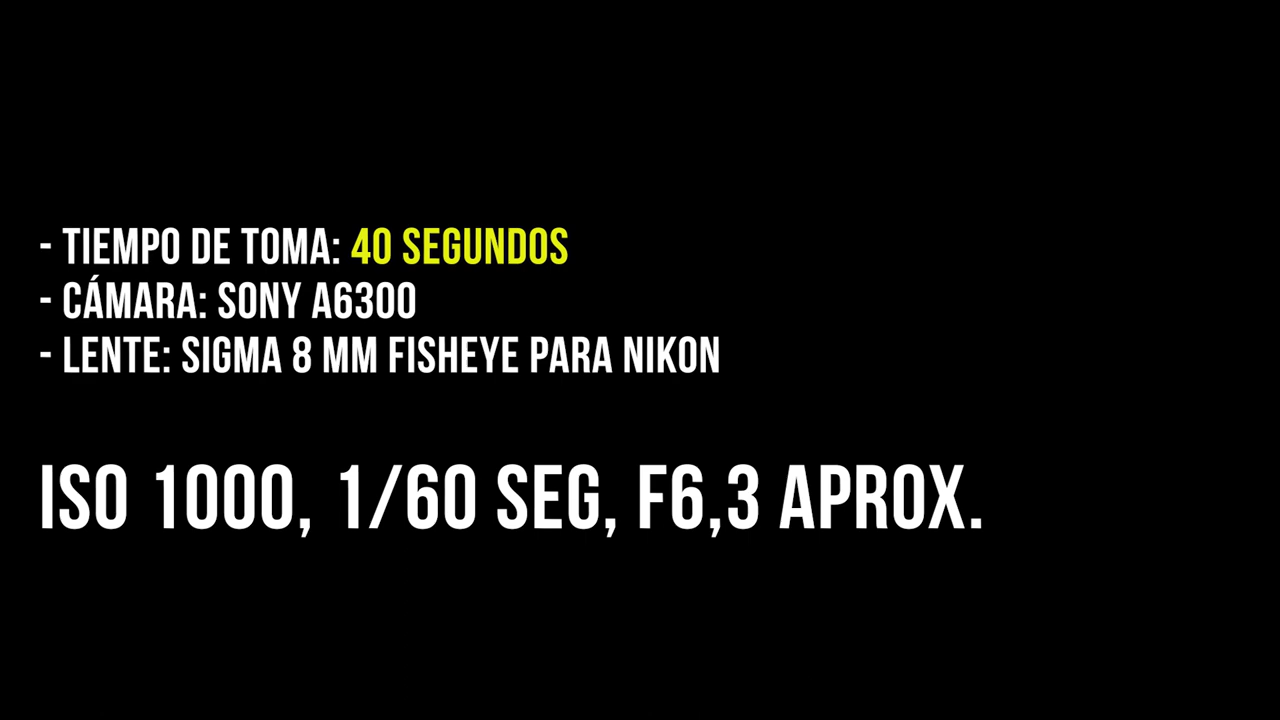 - TIEMPO DE TOMA: 40 SEGUNDOS
- CÁMARA: SONY A6300
- LENTE: SIGMA 8 MM FISHEYE PARA NIKON
ISO 1000, 1/60 SEG, F6,3 APROX.